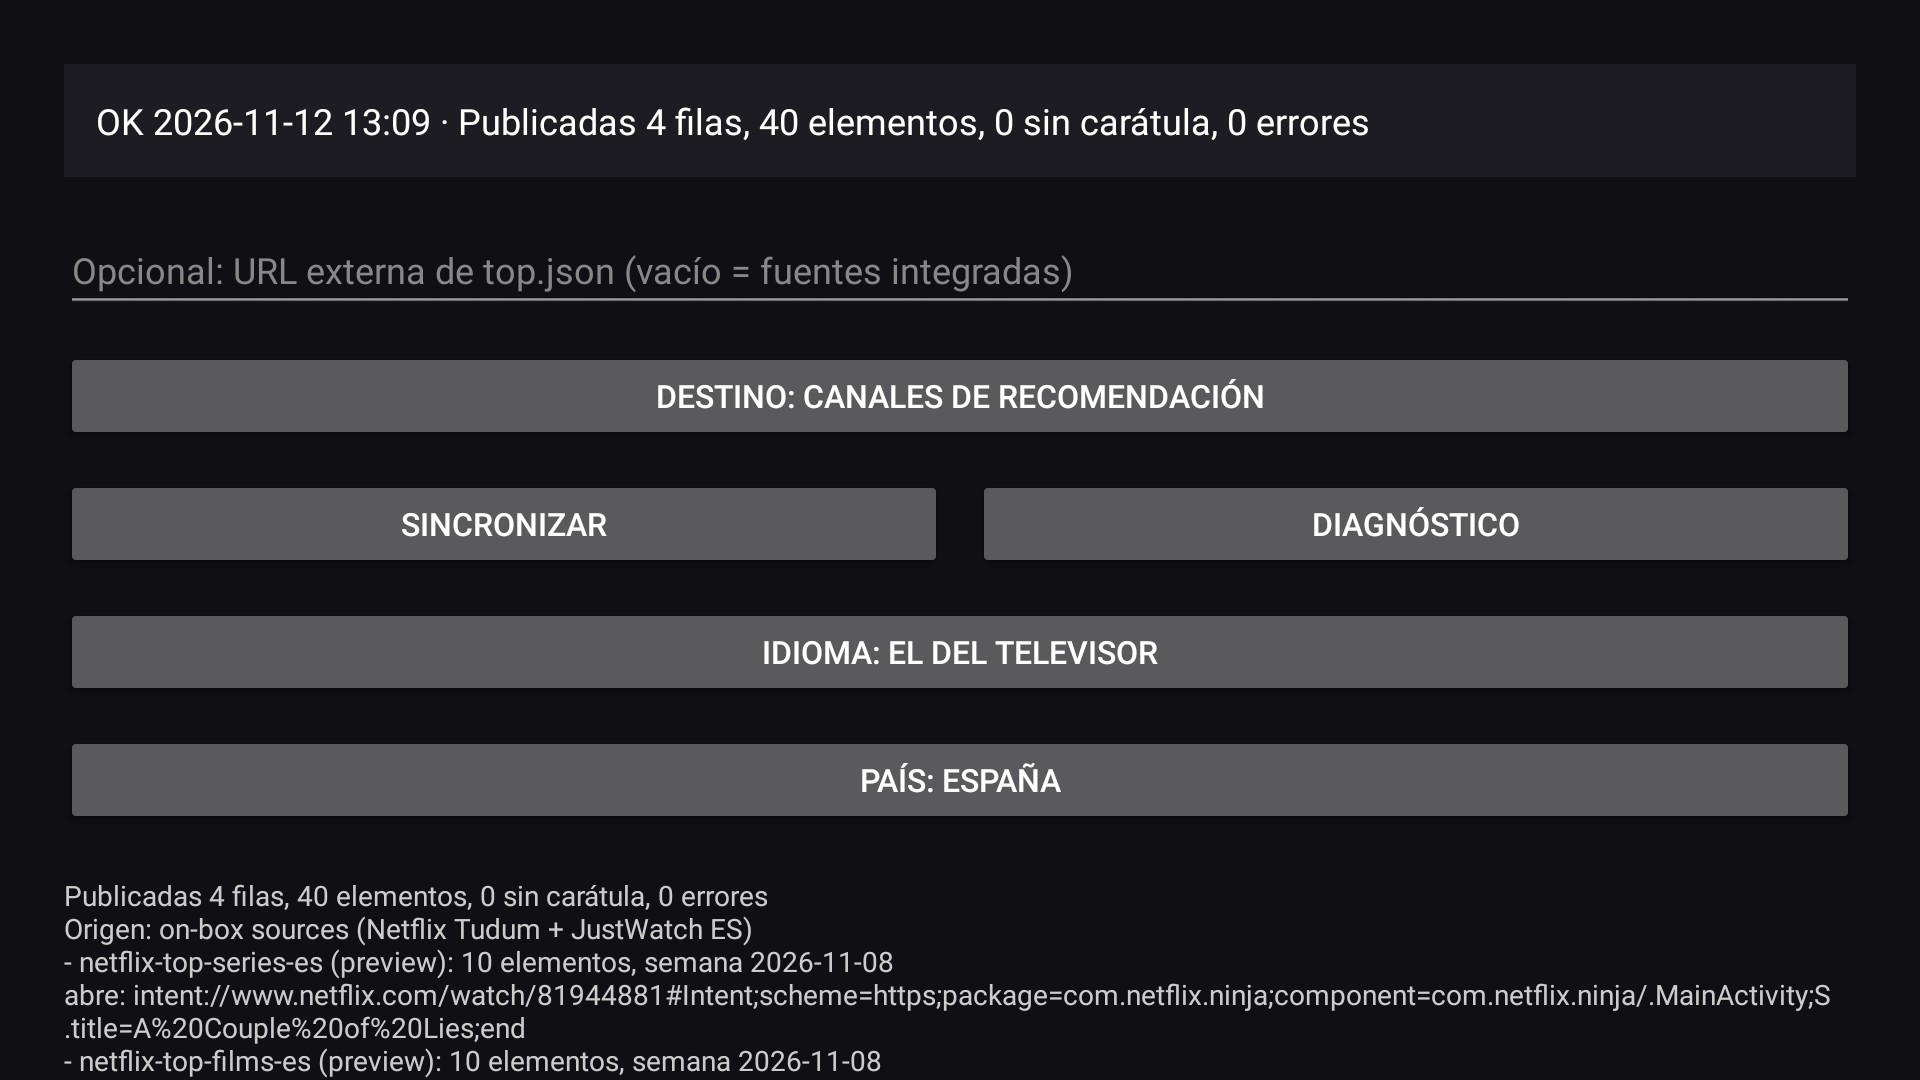 OK 2026-11-12 13:09 · Publicadas 4 filas, 40 elementos, 0 sin carátula, 0 errores
Opcional: URL externa de top.json (vacío = fuentes integradas)
DESTINO: CANALES DE RECOMENDACIÓN
SINCRONIZAR
DIAGNÓSTICO
IDIOMA: EL DEL TELEVISOR
PAÍS: ESPAÑA
Publicadas 4 filas, 40 elementos, 0 sin carátula, 0 errores
Origen: on-box sources (Netflix Tudum + JustWatch ES)
- netflix-top-series-es (preview): 10 elementos, semana 2026-11-08
abre: intent://www.netflix.com/watch/81944881#Intent;scheme=https;package=com.netflix.ninja;component=com.netflix.ninja/.MainActivity;S
.title=A%20Couple%20of%20Lies;end
- netflix-top-films-es (preview): 10 elementos, semana 2026-11-08